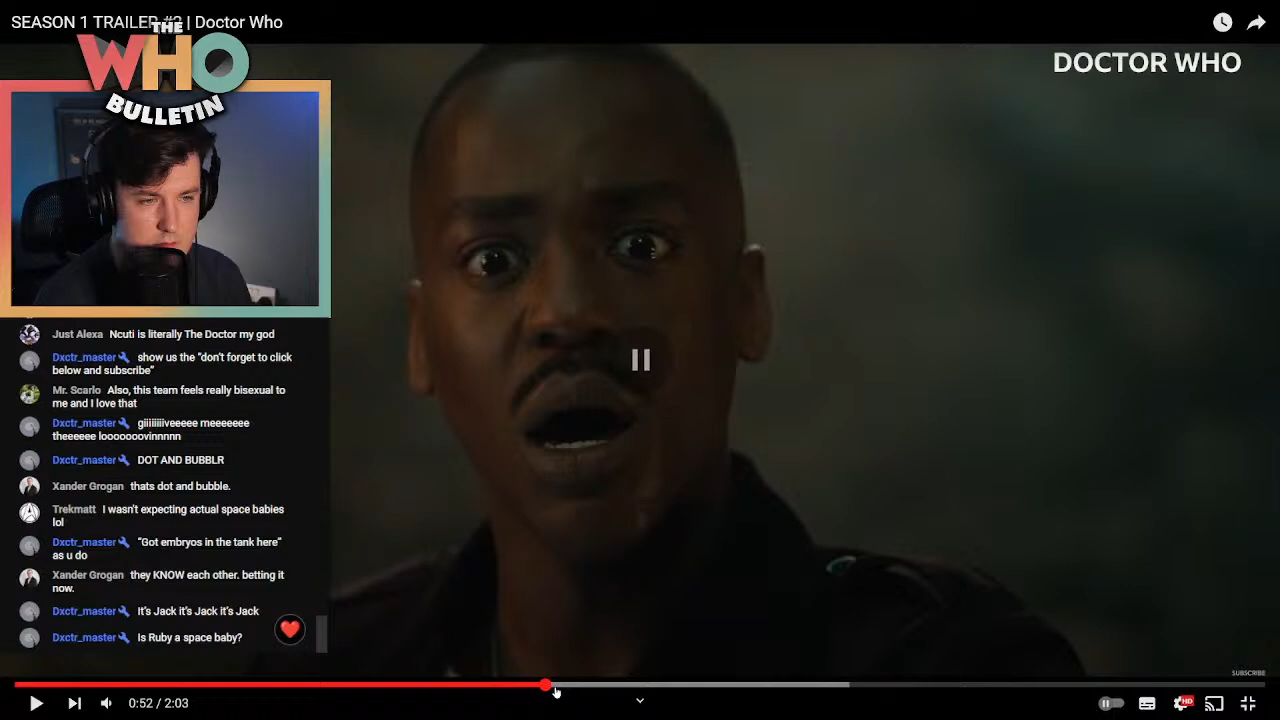 SEASON 1 TRAILER #2 | Doctor Who
THE
WHO
BULLETIN
DOCTOR WHO
Just Alexa Ncuti is literally The Doctor my god
Dxctr_master show us the “don't forget to click
below and subscribe”
Mr. Scarlo Also, this team feels really bisexual to
me and I love that
Dxctr_master giiiiiiiveeeee meeeeeee
theeeeee looooooovinnnnn
Dxctr_master DOT AND BUBBLR
Xander Grogan thats dot and bubble.
Trekmatt I wasn't expecting actual space babies
lol
Dxctr_master “Got embryos in the tank here”
as u do
Xander Grogan they KNOW each other. betting it
now.
Dxctr_master It's Jack it's Jack it's Jack
Dxctr_master Is Ruby a space baby?
SUBSCRIBE
0:52 / 2:03
HD